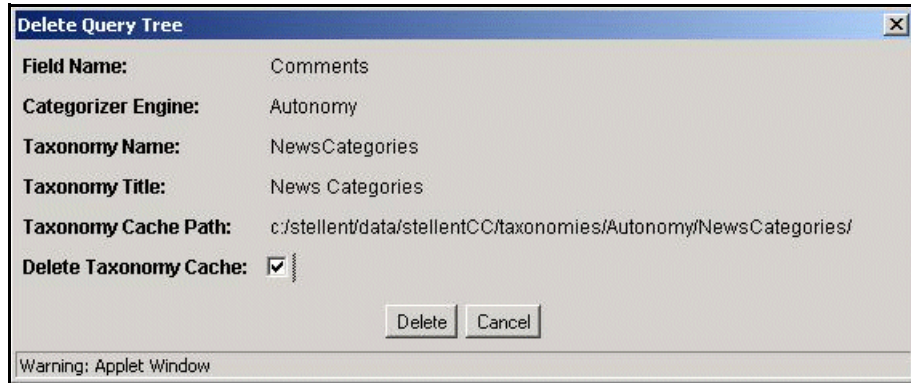 Delete Query Tree
Field Name: Comments
Categorizer Engine: Autonomy
Taxonomy Name: NewsCategories
Taxonomy Title: News Categories
Taxonomy Cache Path: c:/stellent/data/stellentCC/taxonomies/Autonomy/NewsCategories/
Delete Taxonomy Cache:
Delete Cancel
Warning: Applet Window